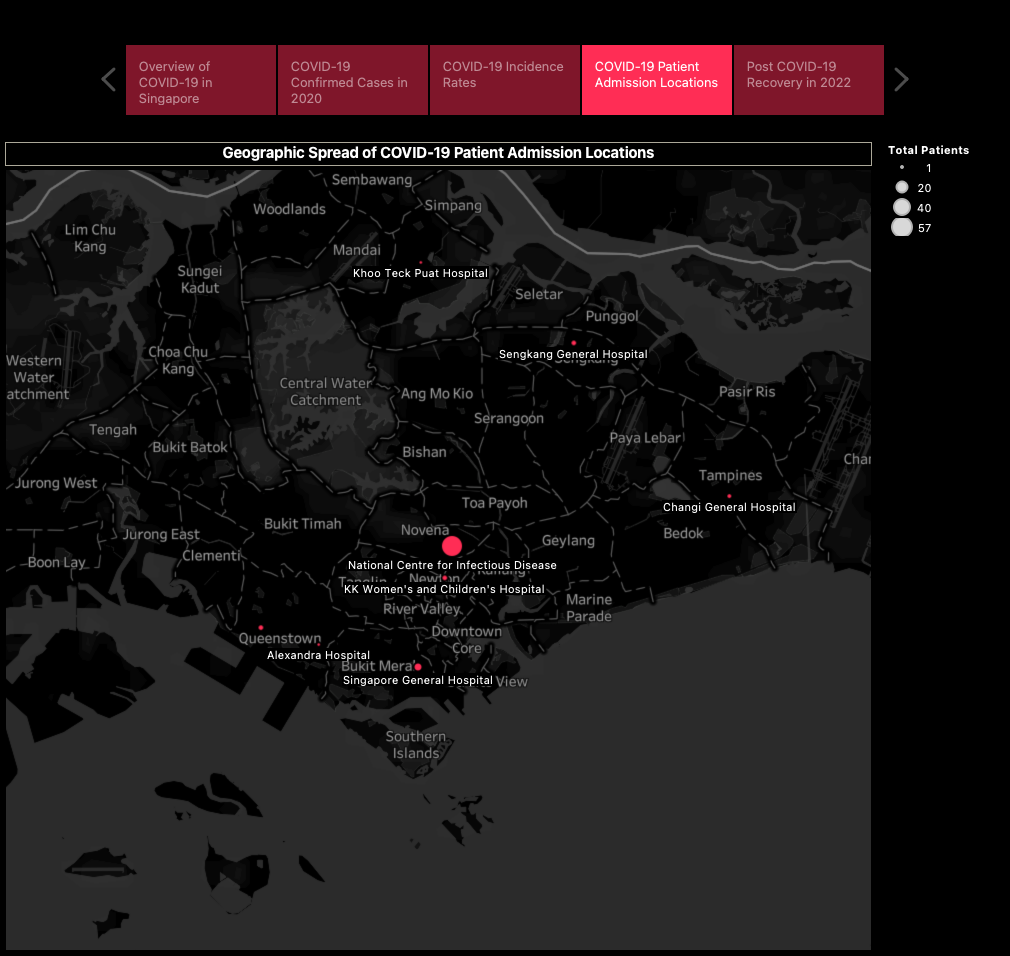 Overview of
COVID-19 in
Singapore
COVID-19
Confirmed Cases in
2020
COVID-19 Incidence
Rates
COVID-19 Patient
Admission Locations
Post COVID-19
Recovery in 2022
Geographic Spread of COVID-19 Patient Admission Locations
Total Patients
1
20
40
57
Sembawang
Woodlands
Simpang
Lim Chu
Kang
Mandai
Sungei
Kadut
Khoo Teck Puat Hospital
Seletar
Punggol
Choa Chu
Kang
Sengkang General Hospital
Sengkang
Western
Water
atchment
Central Water
Catchment
Ang Mo Kio
Pasir Ris
Serangoon
Tengah
Bukit Batok
Paya Lebar
Bishan
Cha
Tampines
Jurong West
Toa Payoh
Changi General Hospital
Bukit Timah
Novena
Jurong East
Geylang
Bedok
Clementi
Boon Lay
National Centre for Infectious Disease
Kallang
Newton
KK Women's and Children's Hospital
River Valley
Marine
Parade
Queenstown
Downtown
Core
Alexandra Hospital
Bukit Mera
Singapore General Hospital
View
Southern
Islands